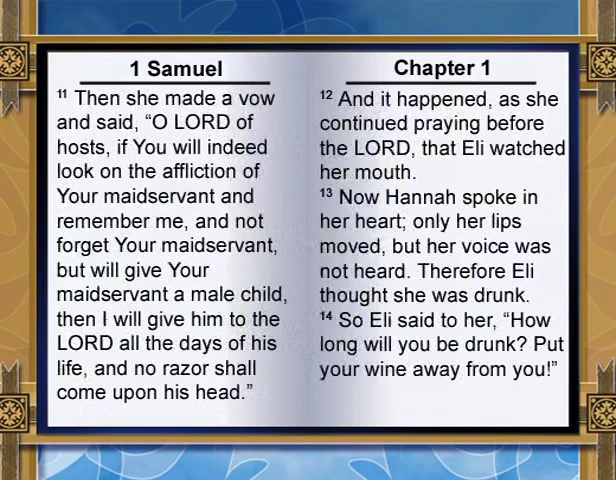 1 Samuel
¹¹ Then she made a vow
and said, “O LORD of
hosts, if You will indeed
look on the affliction of
Your maidservant and
remember me, and not
forget Your maidservant,
but will give Your
maidservant a male child,
then I will give him to the
LORD all the days of his
life, and no razor shall
come upon his head.”
Chapter 1
¹² And it happened, as she
continued praying before
the LORD, that Eli watched
her mouth.
¹³ Now Hannah spoke in
her heart; only her lips
moved, but her voice was
not heard. Therefore Eli
thought she was drunk.
¹⁴ So Eli said to her, “How
long will you be drunk? Put
your wine away from you!”